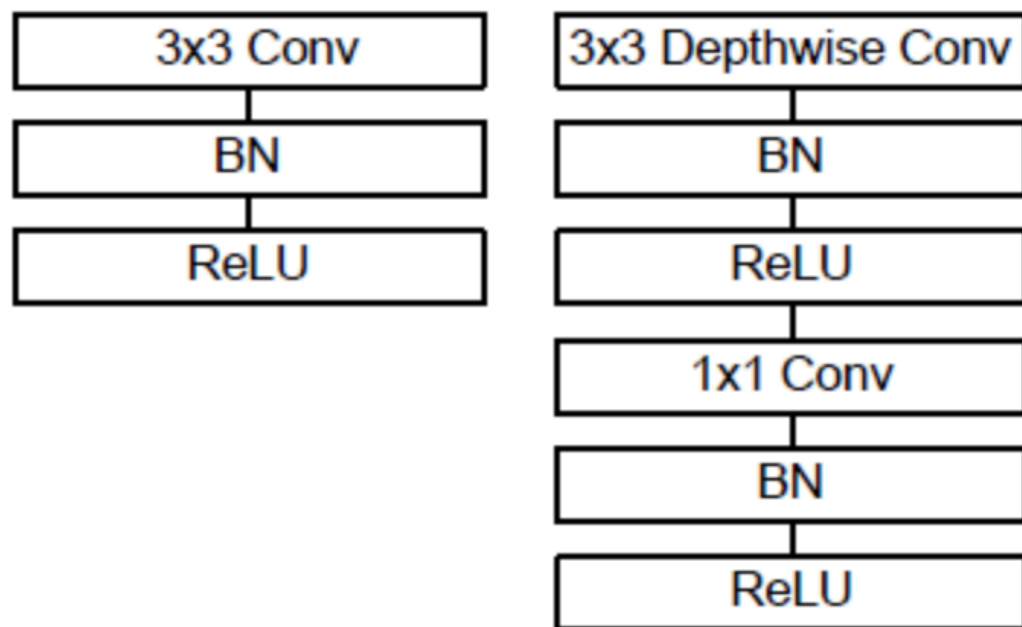 3x3 Conv
BN
ReLU
3x3 Depthwise Conv
BN
ReLU
1x1 Conv
BN
ReLU